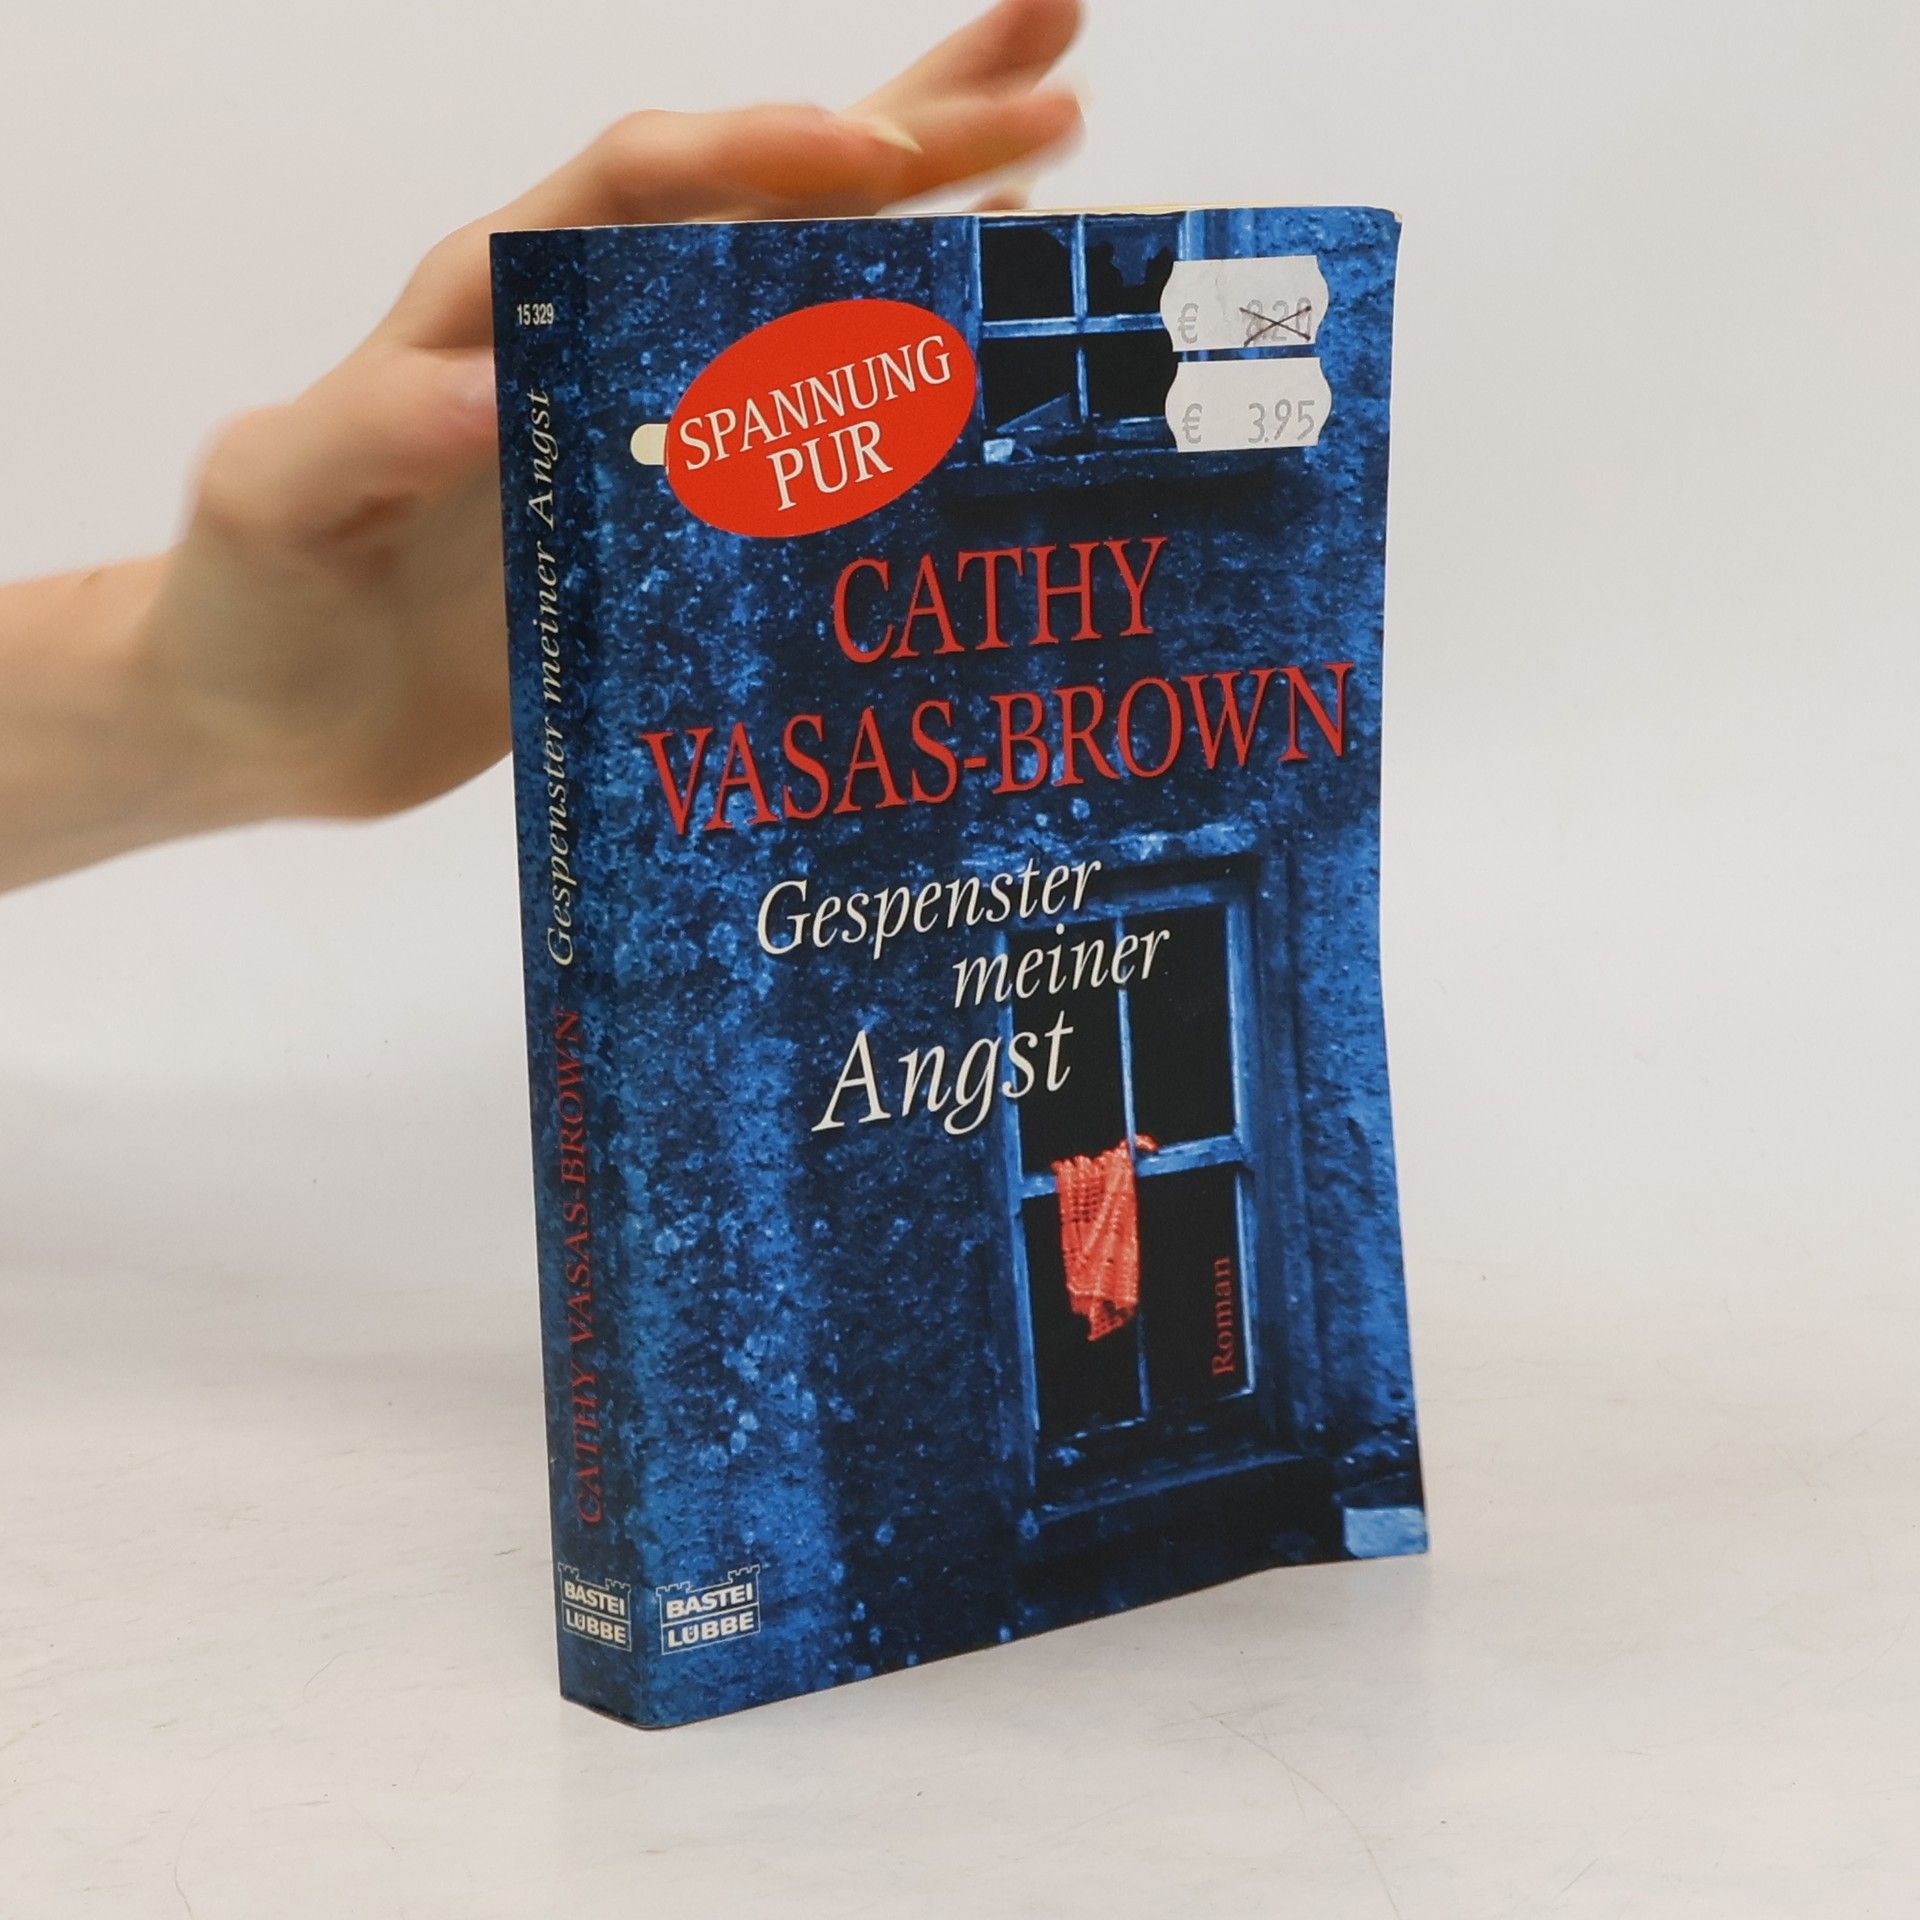 15 329
Gespenster meiner Angst
CATHY VASAS-BROWN
BASTEI
LÜBBE
SPANNUNG
PUR
€ 8.20
€ 3.95
CATHY
VASAS-BROWN
Gespenster
meiner
Angst
Roman
BASTEI
LÜBBE